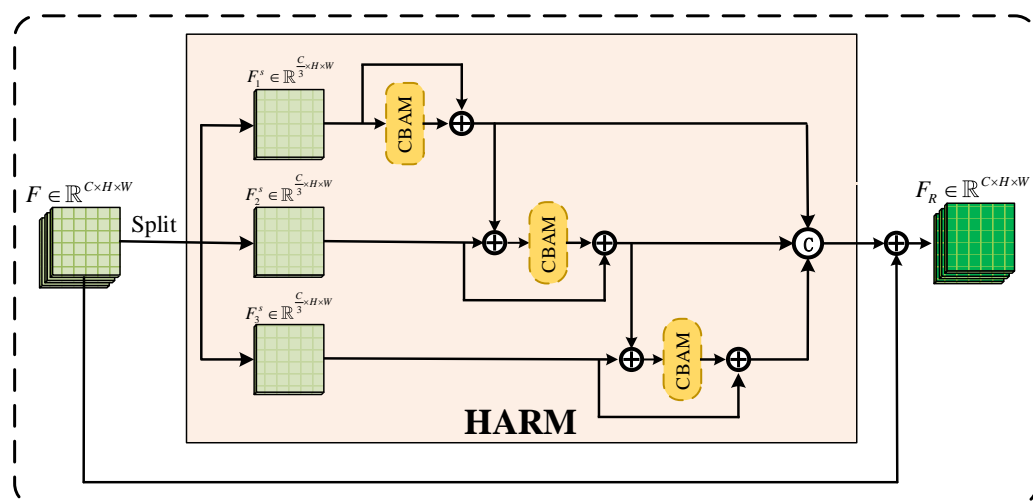 F₁ˢ ∈ ℝ^{C/3×H×W}
CBAM
F ∈ ℝ^{C×H×W}
Split
F₂ˢ ∈ ℝ^{C/3×H×W}
CBAM
C
F_R ∈ ℝ^{C×H×W}
F₃ˢ ∈ ℝ^{C/3×H×W}
CBAM
HARM